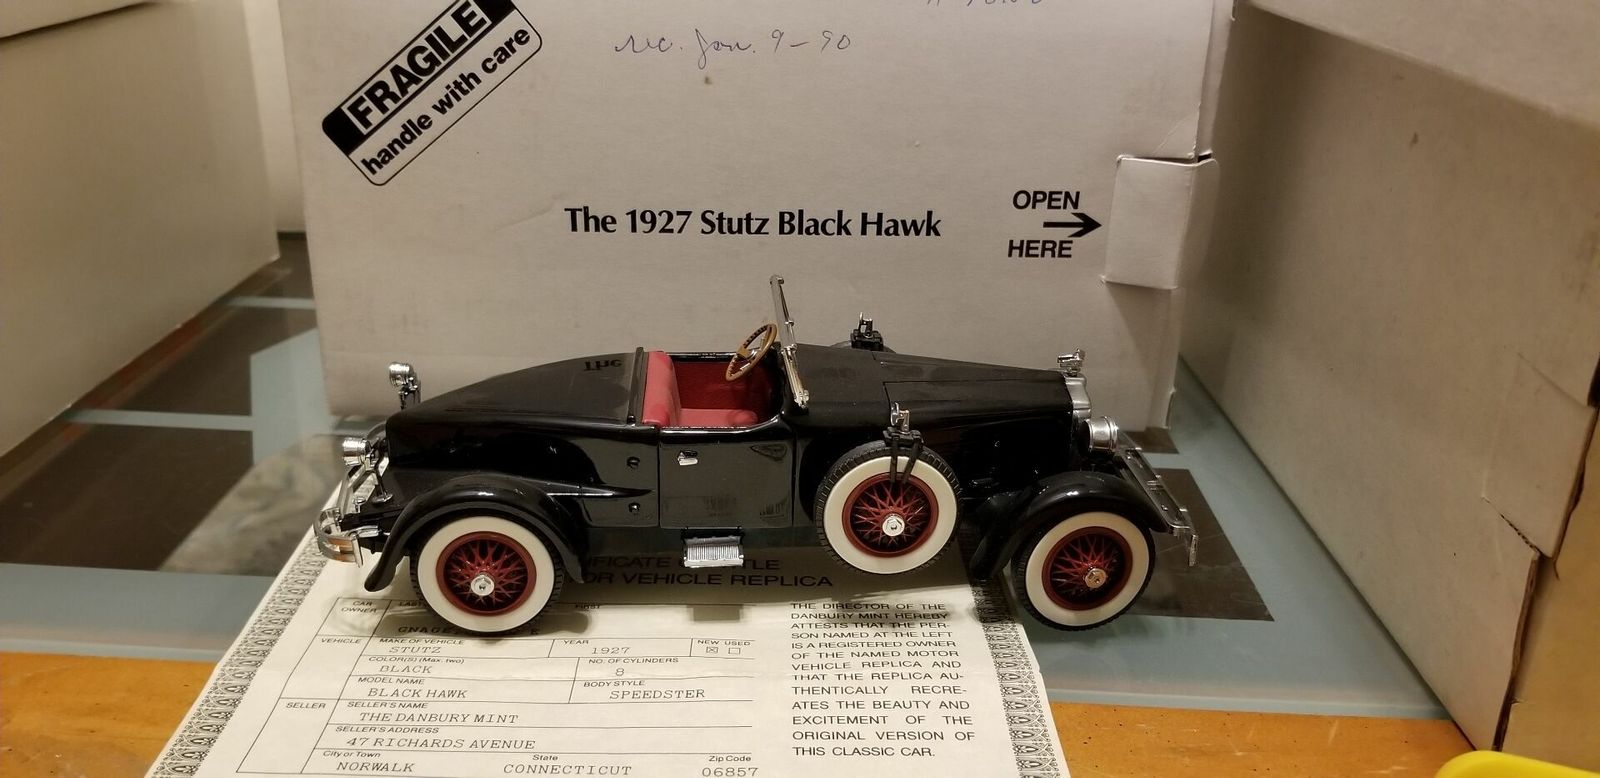 FRAGILE
handle with care
rec. Jan. 9-90
The 1927 Stutz Black Hawk
OPEN
HERE
The
VEHICLE REPLICA
CAR OWNER
FIRST
VEHICLE
MAKE OF VEHICLE
STUTZ
YEAR
1927
NEW USED
COLOR(S) (Max. two)
BLACK
NO. OF CYLINDERS
8
MODEL NAME
BLACK HAWK
BODY STYLE
SPEEDSTER
SELLER
SELLER'S NAME
THE DANBURY MINT
SELLER'S ADDRESS
47 RICHARDS AVENUE
City or Town
NORWALK
State
CONNECTICUT
Zip Code
06857
THE DIRECTOR OF THE
DANBURY MINT HEREBY
ATTESTS THAT THE PER-
SON NAMED AT THE LEFT
IS A REGISTERED OWNER
OF THE NAMED MOTOR
VEHICLE REPLICA AND
THAT THE REPLICA AU-
THENTICALLY RECRE-
ATES THE BEAUTY AND
EXCITEMENT OF THE
ORIGINAL VERSION OF
THIS CLASSIC CAR.